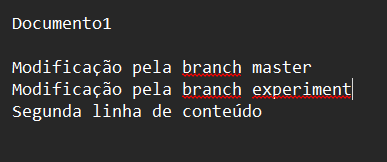 Documento1
Modificação pela branch master
Modificação pela branch experiment
Segunda linha de conteúdo